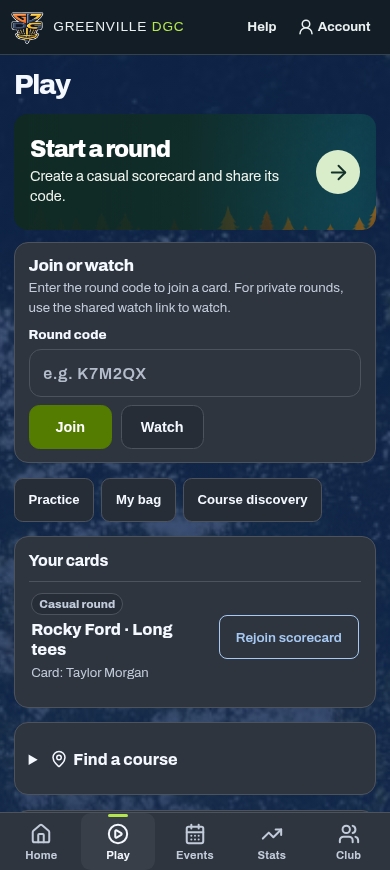 GREENVILLE DGC
Help
Account
Play
Start a round
Create a casual scorecard and share its
code.
Join or watch
Enter the round code to join a card. For private rounds,
use the shared watch link to watch.
Round code
e.g. K7M2QX
Join
Watch
Practice
My bag
Course discovery
Your cards
Casual round
Rocky Ford · Long
tees
Card: Taylor Morgan
Rejoin scorecard
Find a course
Home
Play
Events
Stats
Club